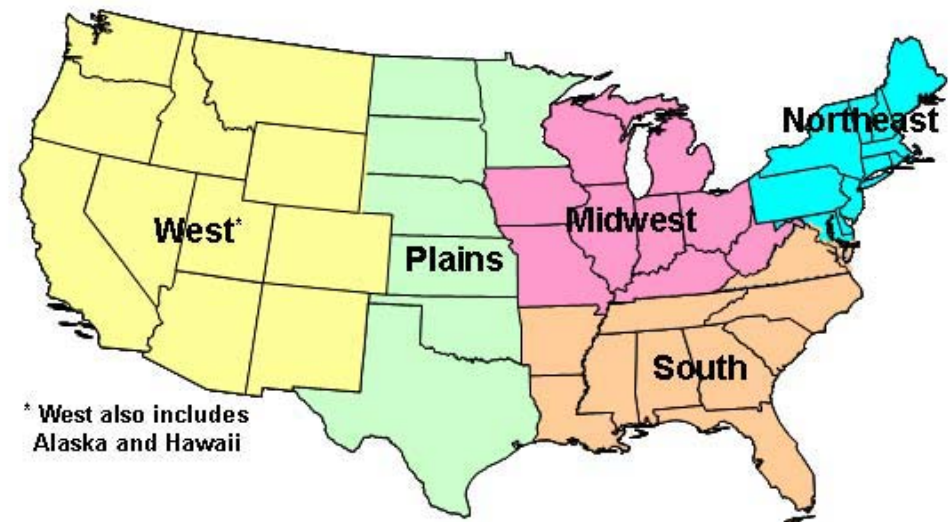 Northeast
Midwest
West*
Plains
South
* West also includes
Alaska and Hawaii